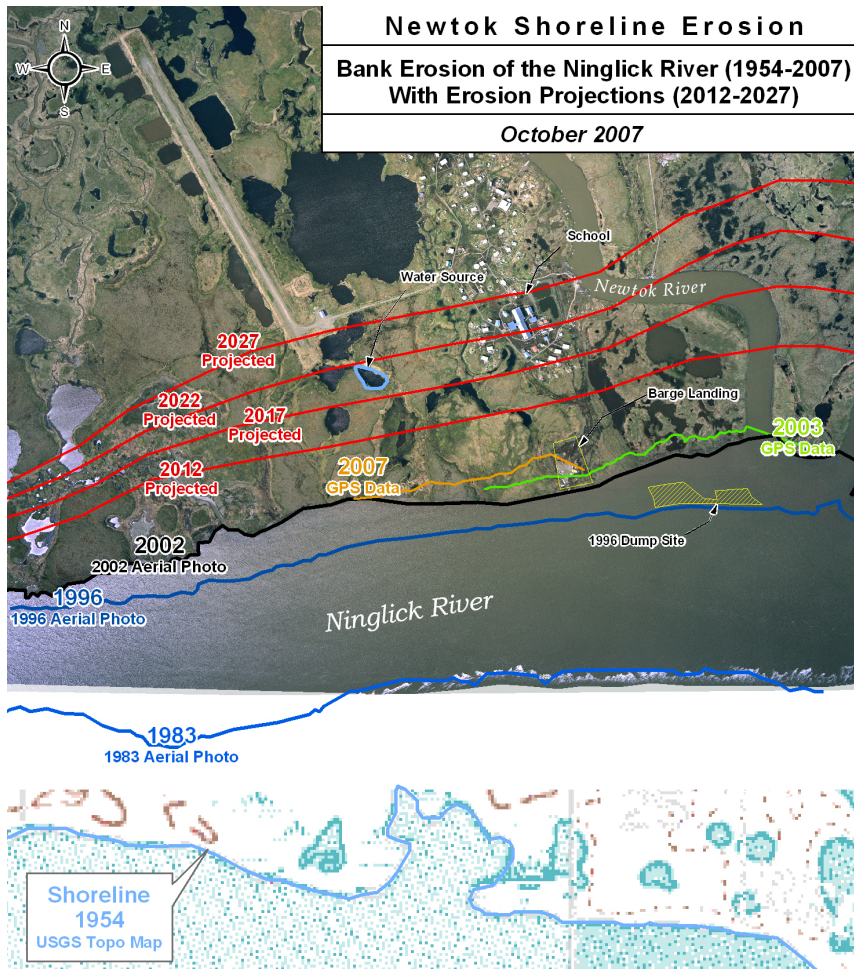 Newtok Shoreline Erosion
Bank Erosion of the Ninglick River (1954-2007)
With Erosion Projections (2012-2027)
October 2007
N
W
E
S
School
Water Source
Newtok River
2027
Projected
2022
Projected
2017
Projected
Barge Landing
2003
GPS Data
2012
Projected
2007
GPS Data
1996 Dump Site
2002
2002 Aerial Photo
1996
1996 Aerial Photo
Ninglick River
1983
1983 Aerial Photo
Shoreline
1954
USGS Topo Map